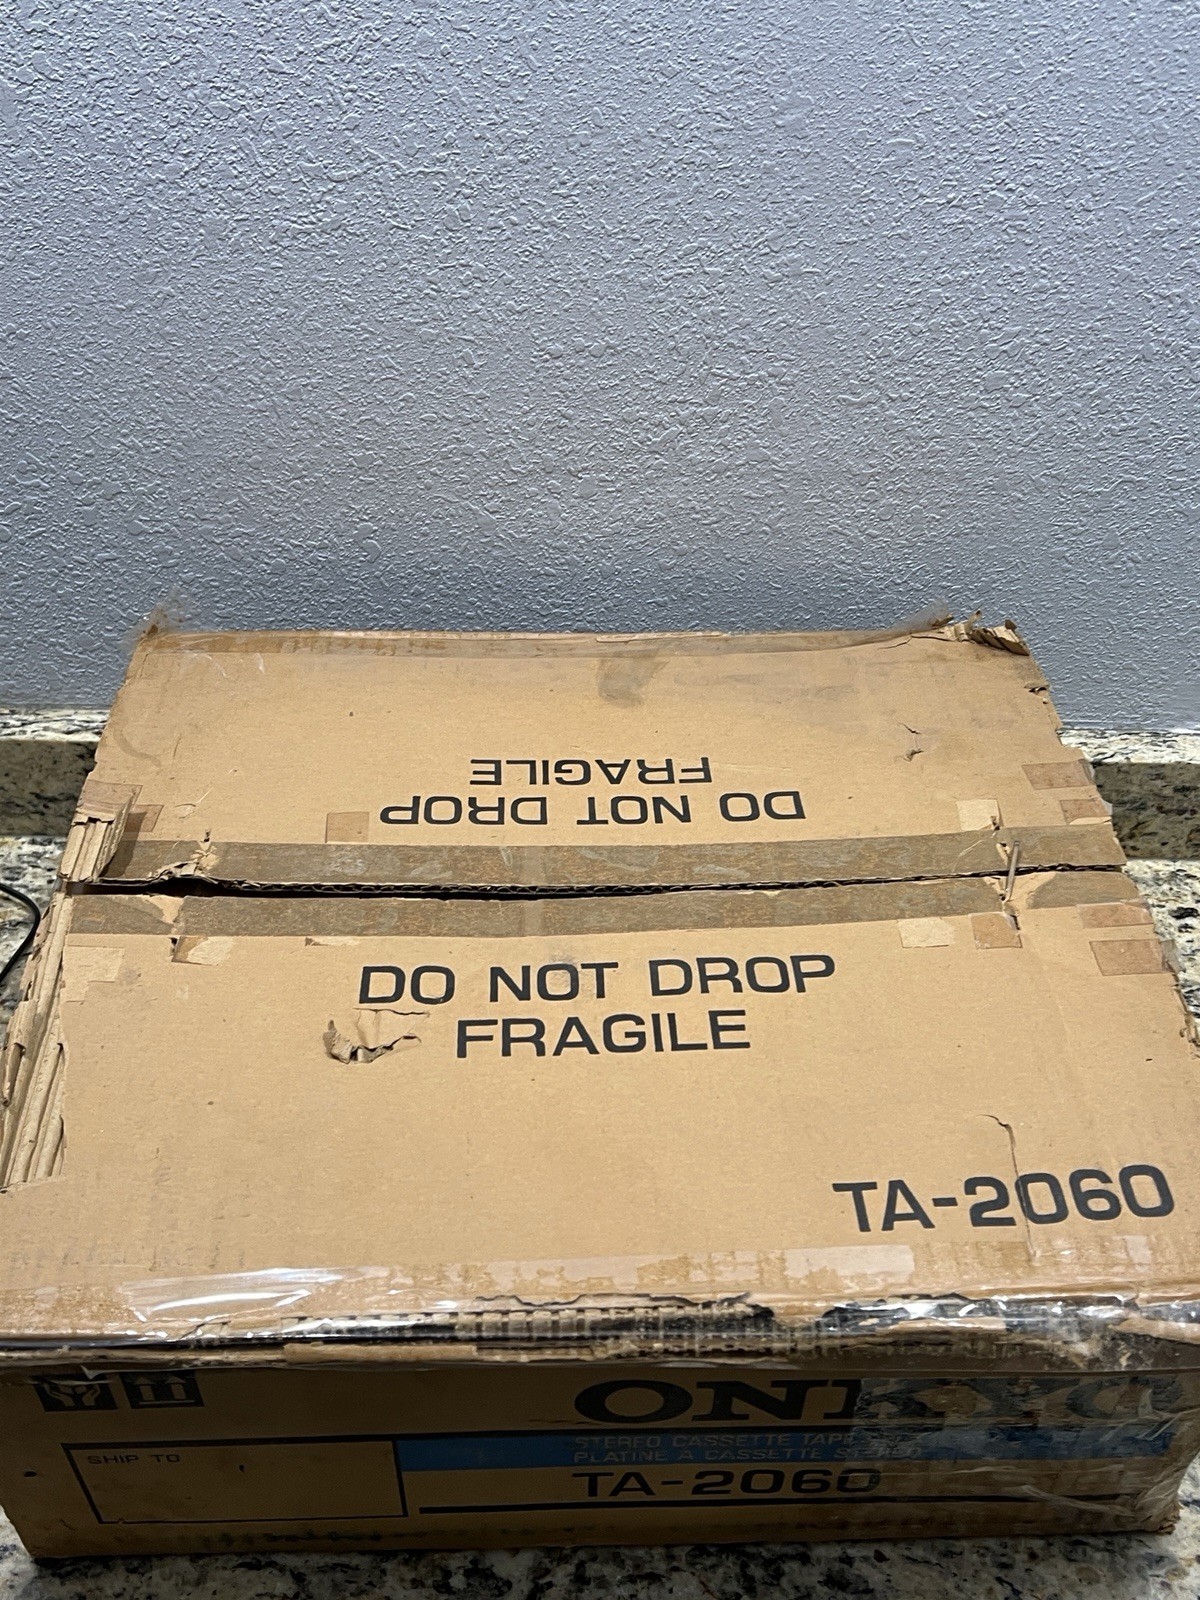 DO NOT DROP
FRAGILE
DO NOT DROP
FRAGILE
TA-2060
ONKYO
SHIP TO
STEREO CASSETTE TAPE
PLATINE A CASSETTE STEREO
TA-2060